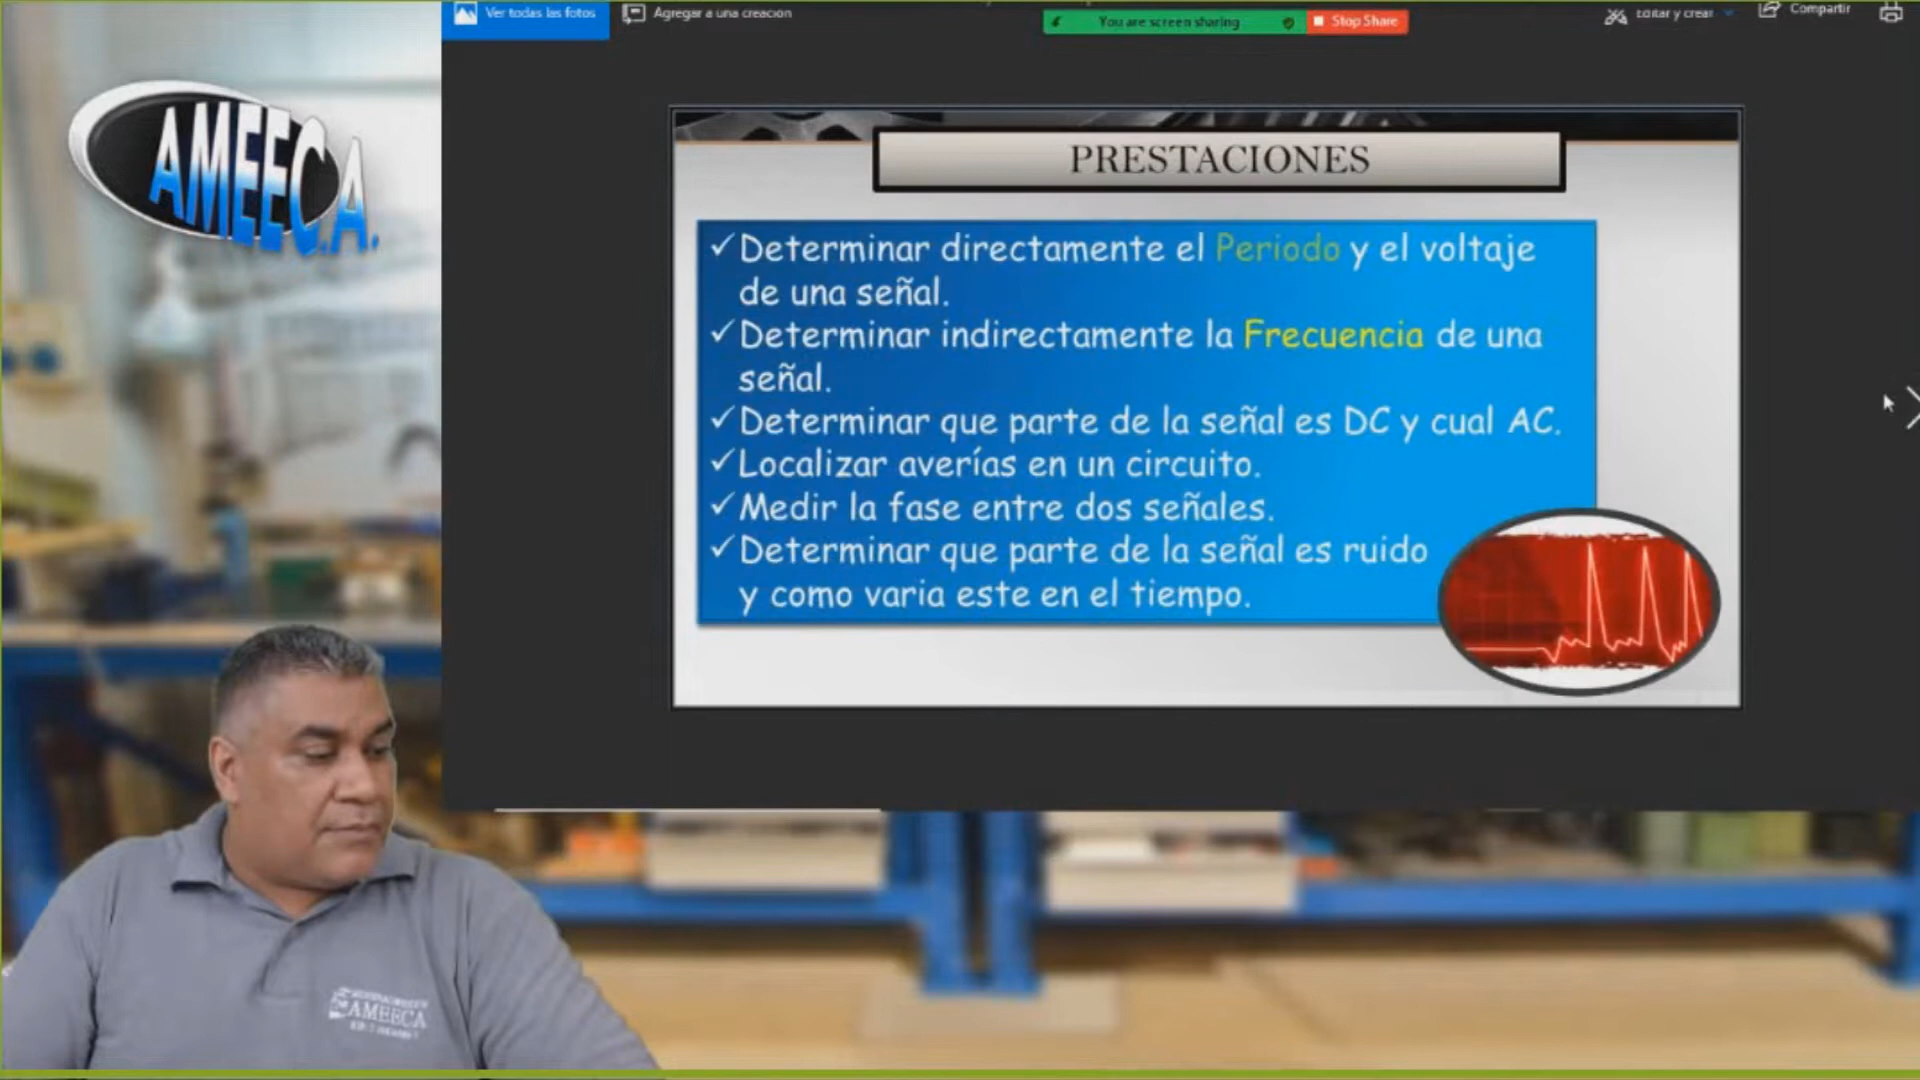 Ver todas las fotos
Agregar a una creación
You are screen sharing
Stop Share
Editar y crear
Compartir
AMEEC.A.
PRESTACIONES
✓Determinar directamente el Periodo y el voltaje
de una señal.
✓Determinar indirectamente la Frecuencia de una
señal.
✓Determinar que parte de la señal es DC y cual AC.
✓Localizar averías en un circuito.
✓Medir la fase entre dos señales.
✓Determinar que parte de la señal es ruido
y como varia este en el tiempo.
AMEECA